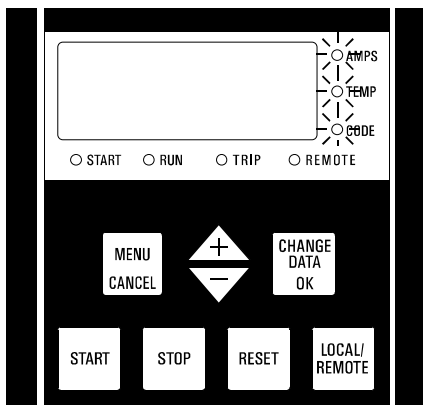 AMPS
TEMP
CODE
START RUN TRIP REMOTE
MENU
CANCEL
+
−
CHANGE
DATA
OK
START
STOP
RESET
LOCAL/
REMOTE